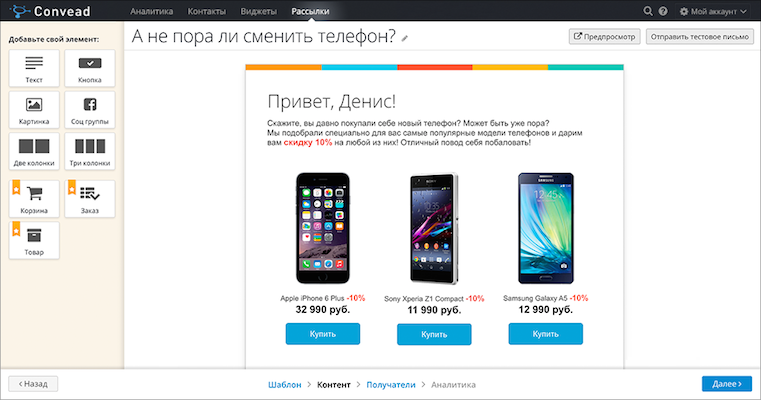 Convead
Аналитика Контакты Виджеты Рассылки
Мой аккаунт
Добавьте свой элемент:
Текст Кнопка
Картинка Соц группы
Две колонки Три колонки
Корзина Заказ
Товар
А не пора ли сменить телефон?
Предпросмотр Отправить тестовое письмо
Привет, Денис!
Скажите, вы давно покупали себе новый телефон? Может быть уже пора?
Мы подобрали специально для вас самые популярные модели телефонов и дарим
вам скидку 10% на любой из них! Отличный повод себя побаловать!
Apple iPhone 6 Plus -10% Sony Xperia Z1 Compact -10% Samsung Galaxy A5 -10%
32 990 руб. 11 990 руб. 12 990 руб.
Купить Купить Купить
Назад
Шаблон Контент Получатели Аналитика
Далее